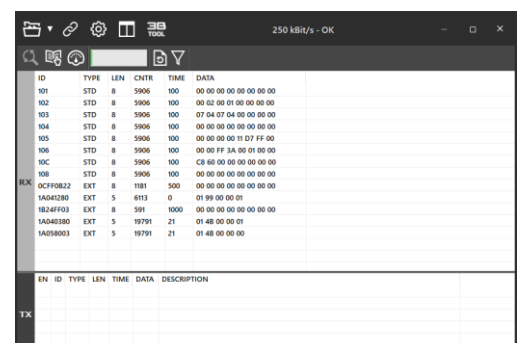 3B
TOOL
250 kBit/s - OK
ID TYPE LEN CNTR TIME DATA
101 STD 8 5906 100 00 00 00 00 00 00 00 00
102 STD 8 5906 100 00 02 00 01 00 00 00 00
103 STD 8 5906 100 07 04 07 04 00 00 00 00
104 STD 8 5906 100 00 00 00 00 00 00 00 00
105 STD 8 5906 100 00 00 00 00 11 D7 FF 00
106 STD 8 5906 100 00 00 FF 3A 00 01 00 00
10C STD 8 5906 100 C8 60 00 00 00 00 00 00
108 STD 8 5906 100 00 00 00 00 00 00 00 00
RX
0CFF0B22 EXT 8 1181 500 00 00 00 00 00 00 00 00
1A041280 EXT 5 6113 0 01 99 00 00 01
1B24FF03 EXT 8 591 1000 00 00 00 00 00 00 00 00
1A040380 EXT 5 19791 21 01 4B 00 00 01
1A058003 EXT 5 19791 21 01 4B 00 00 00
EN ID TYPE LEN TIME DATA DESCRIPTION
TX